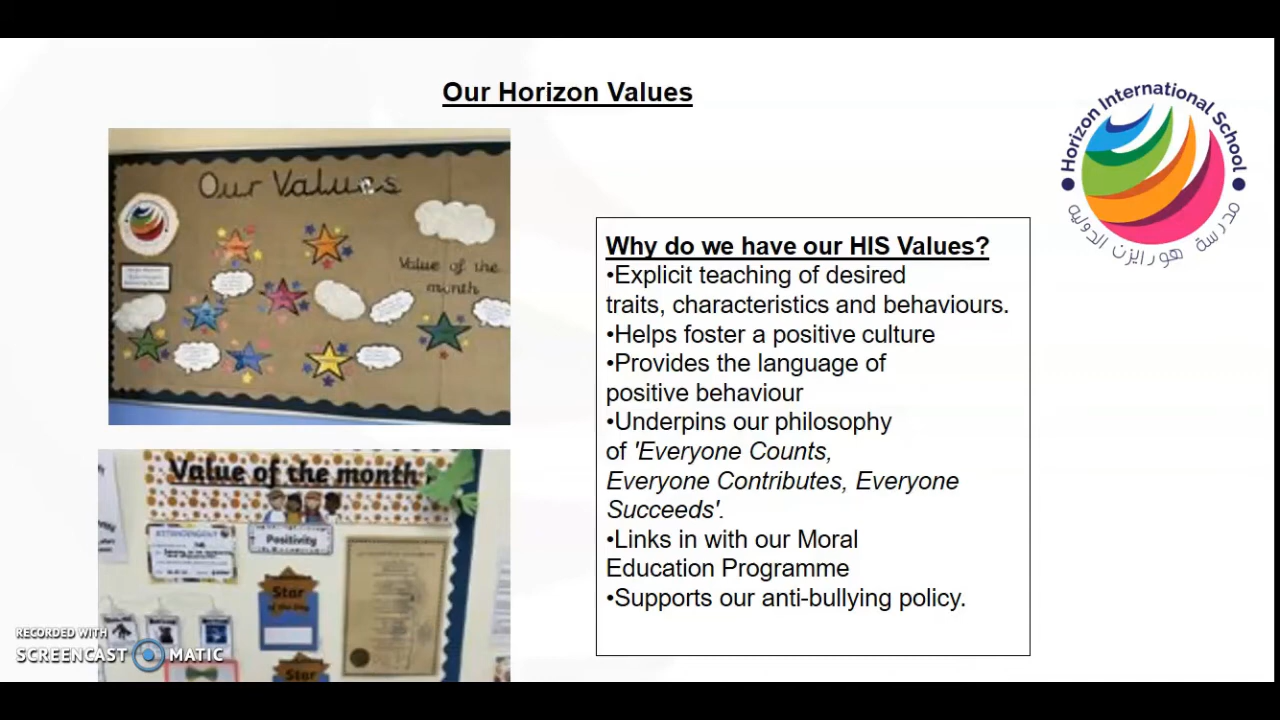 Our Horizon Values
Horizon International School
مدرسة هورايزن الدولية
Our Values
Value of the
month
Why do we have our HIS Values?
•Explicit teaching of desired
traits, characteristics and behaviours.
•Helps foster a positive culture
•Provides the language of
positive behaviour
•Underpins our philosophy
of 'Everyone Counts,
Everyone Contributes, Everyone
Succeeds'.
•Links in with our Moral
Education Programme
•Supports our anti-bullying policy.
Value of the month
Positivity
Star
of the Day
Star
RECORDED WITH
SCREENCAST MATIC